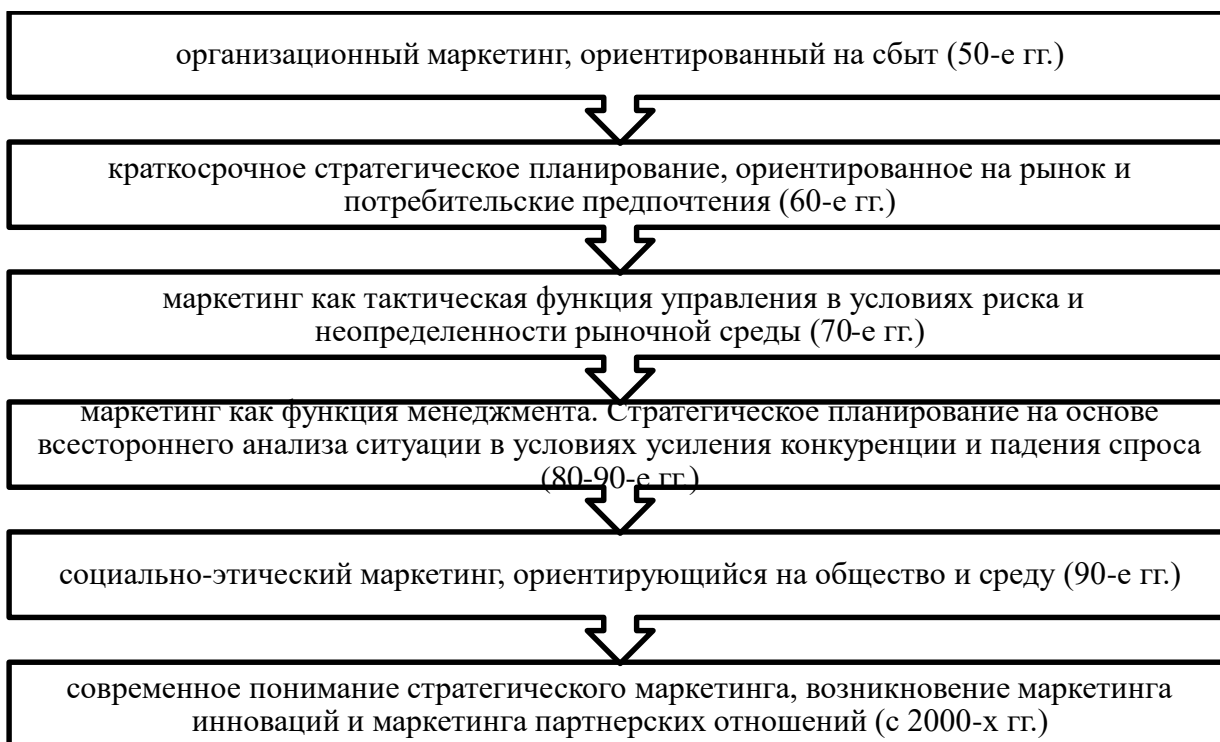 организационный маркетинг, ориентированный на сбыт (50-е гг.)
краткосрочное стратегическое планирование, ориентированное на рынок и
потребительские предпочтения (60-е гг.)
маркетинг как тактическая функция управления в условиях риска и
неопределенности рыночной среды (70-е гг.)
маркетинг как функция менеджмента. Стратегическое планирование на основе
всестороннего анализа ситуации в условиях усиления конкуренции и падения спроса
(80-90-е гг.)
социально-этический маркетинг, ориентирующийся на общество и среду (90-е гг.)
современное понимание стратегического маркетинга, возникновение маркетинга
инноваций и маркетинга партнерских отношений (с 2000-х гг.)